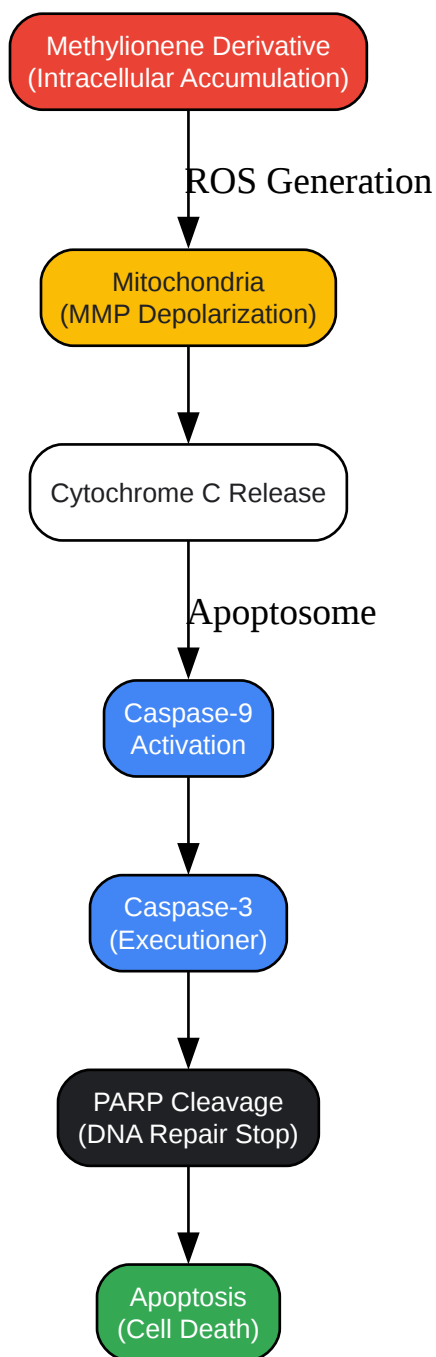 Methylionene Derivative
(Intracellular Accumulation)
ROS Generation
Mitochondria
(MMP Depolarization)
Cytochrome C Release
Apoptosome
Caspase-9
Activation
Caspase-3
(Executioner)
PARP Cleavage
(DNA Repair Stop)
Apoptosis
(Cell Death)